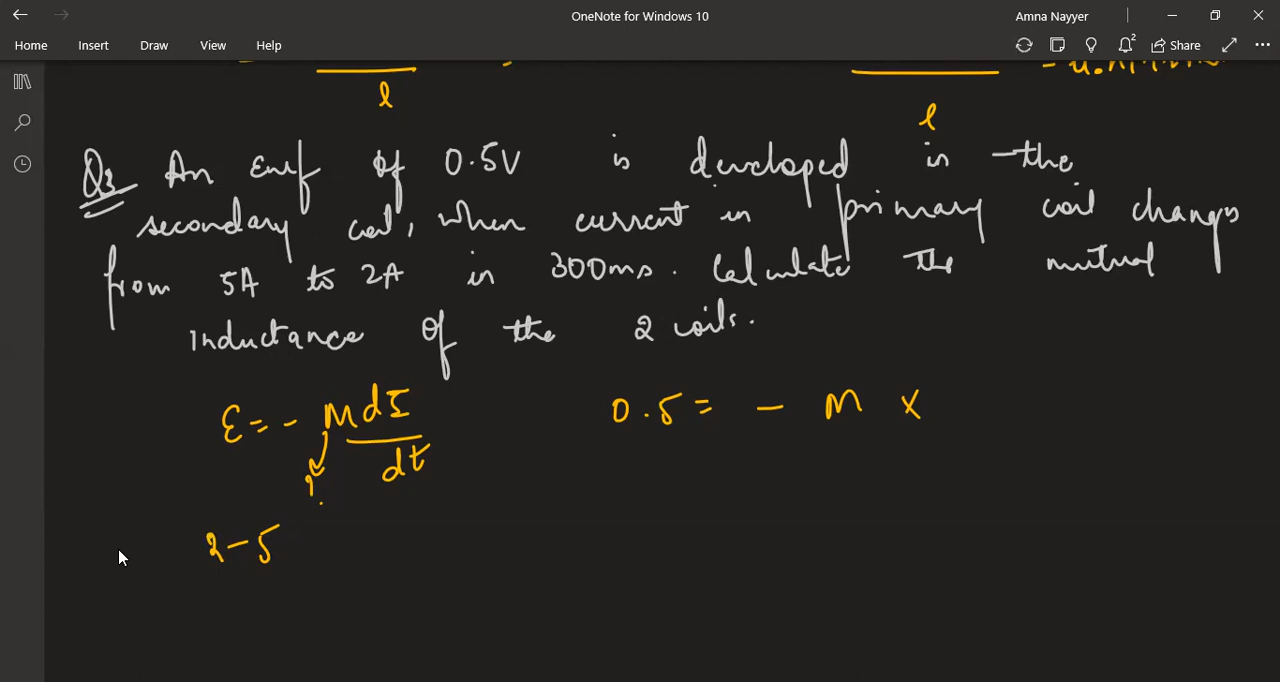 OneNote for Windows 10
Amna Nayyer
Home Insert Draw View Help
Share
l
l
Q3 An Emf of 0.5V is developed in the
secondary coil, when current in primary coil changes
from 5A to 2A in 300ms. Calculate the mutual
inductance of the 2 coils.
ε = - M dI 0.5 = - M ×
dt
?
2-5